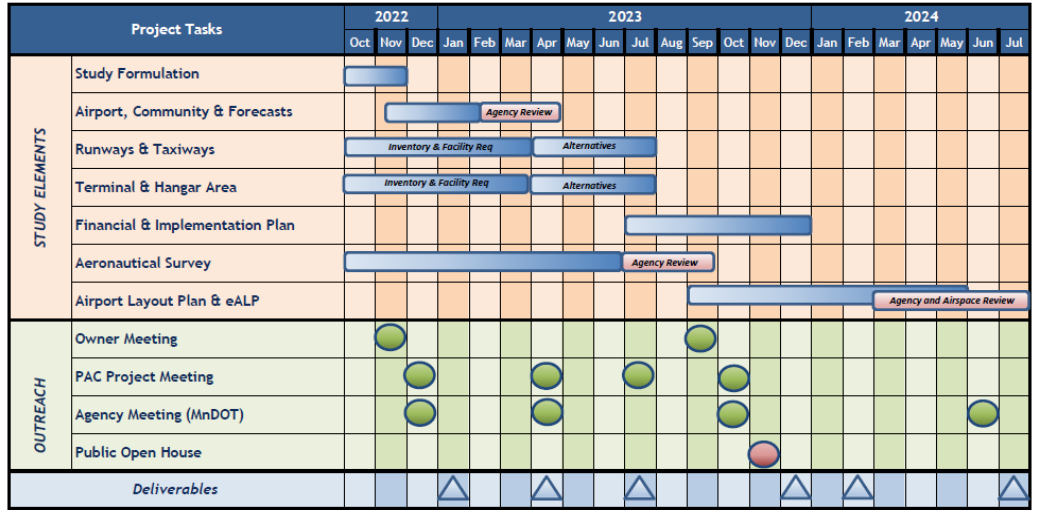 Project Tasks
2022 2023 2024
Oct Nov Dec Jan Feb Mar Apr May Jun Jul Aug Sep Oct Nov Dec Jan Feb Mar Apr May Jun Jul
STUDY ELEMENTS
Study Formulation
Airport, Community & Forecasts Agency Review
Runways & Taxiways Inventory & Facility Req Alternatives
Terminal & Hangar Area Inventory & Facility Req Alternatives
Financial & Implementation Plan
Aeronautical Survey Agency Review
Airport Layout Plan & eALP Agency and Airspace Review
OUTREACH
Owner Meeting
PAC Project Meeting
Agency Meeting (MnDOT)
Public Open House
Deliverables